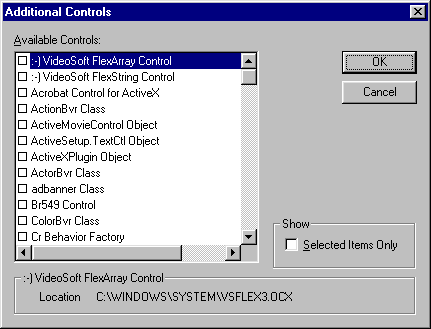 Additional Controls
Available Controls:
:-) VideoSoft FlexArray Control
:-) VideoSoft FlexString Control
Acrobat Control for ActiveX
ActionBvr Class
ActiveMovieControl Object
ActiveSetup.TextCtl Object
ActiveXPlugin Object
ActorBvr Class
adbanner Class
Br549 Control
ColorBvr Class
Cr Behavior Factory
OK
Cancel
Show
Selected Items Only
:-) VideoSoft FlexArray Control
Location C:\WINDOWS\SYSTEM\VSFLEX3.OCX